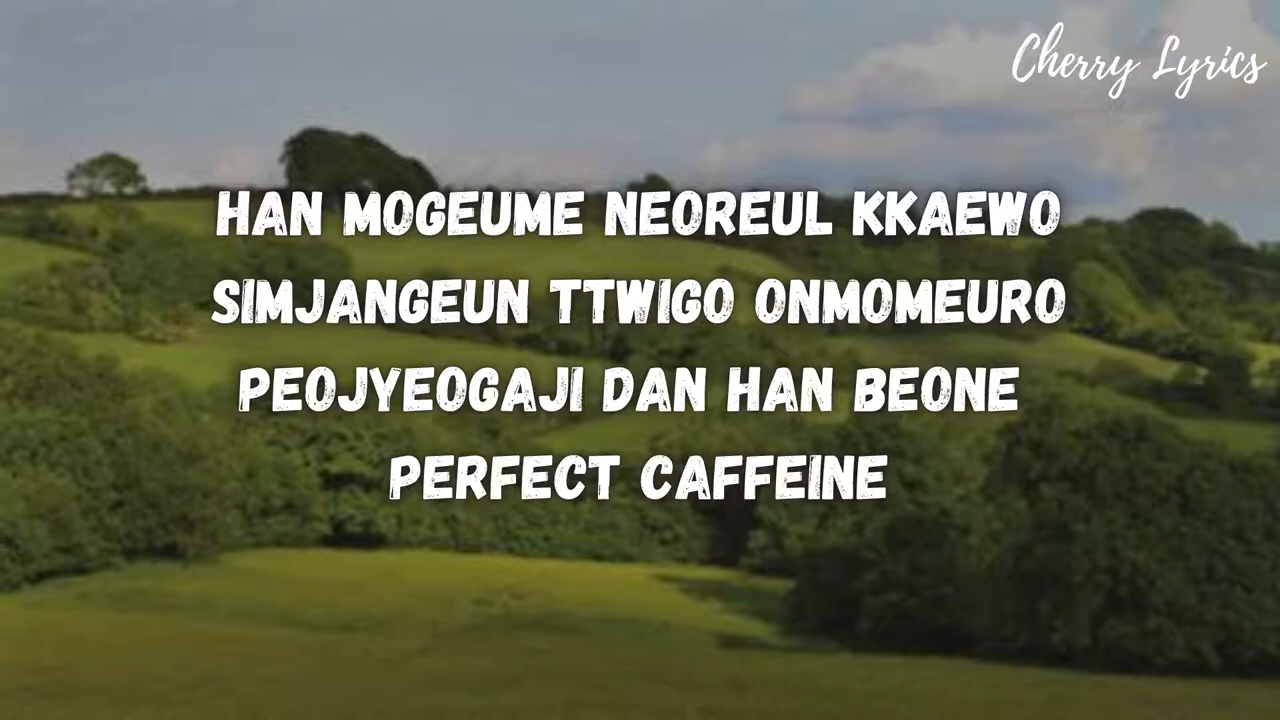 Cherry Lyrics
HAN MOGEUME NEOREUL KKAEWO
SIMJANGEUN TTWIGO ONMOMEURO
PEOJYEOGAJI DAN HAN BEONE
PERFECT CAFFEINE